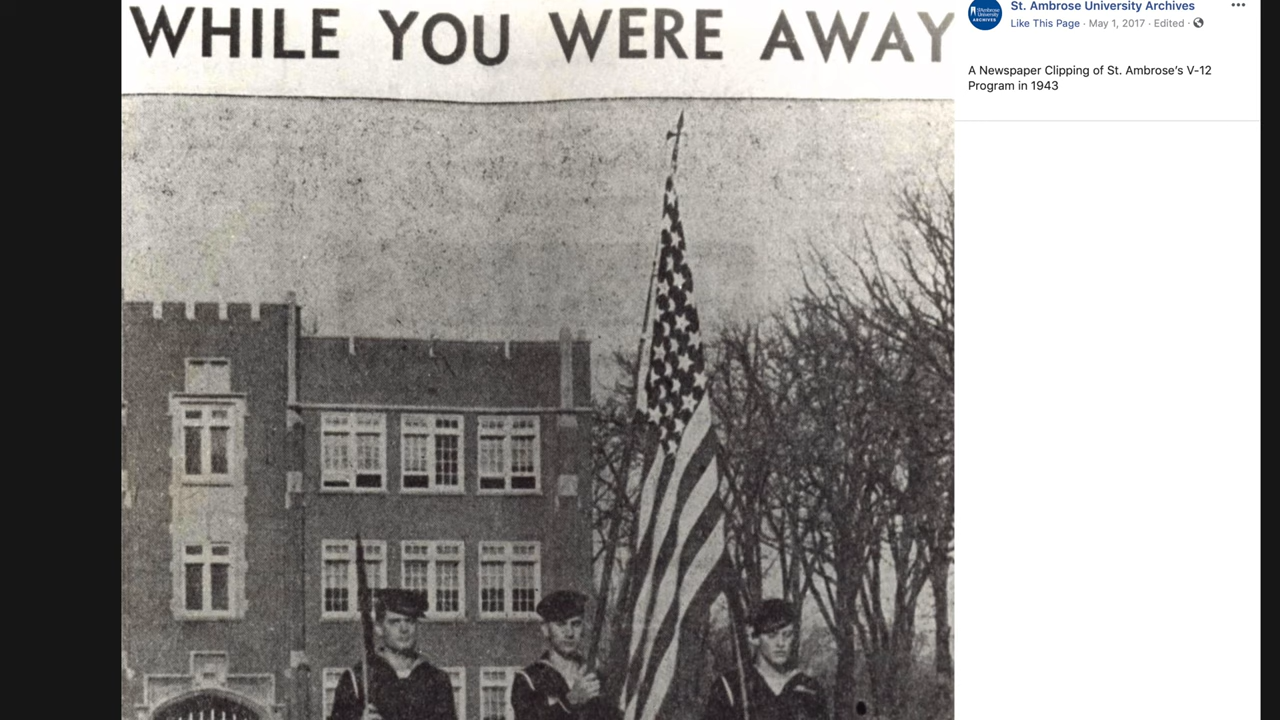 WHILE YOU WERE AWAY
St. Ambrose University Archives
Like This Page · May 1, 2017 · Edited ·
A Newspaper Clipping of St. Ambrose's V-12
Program in 1943